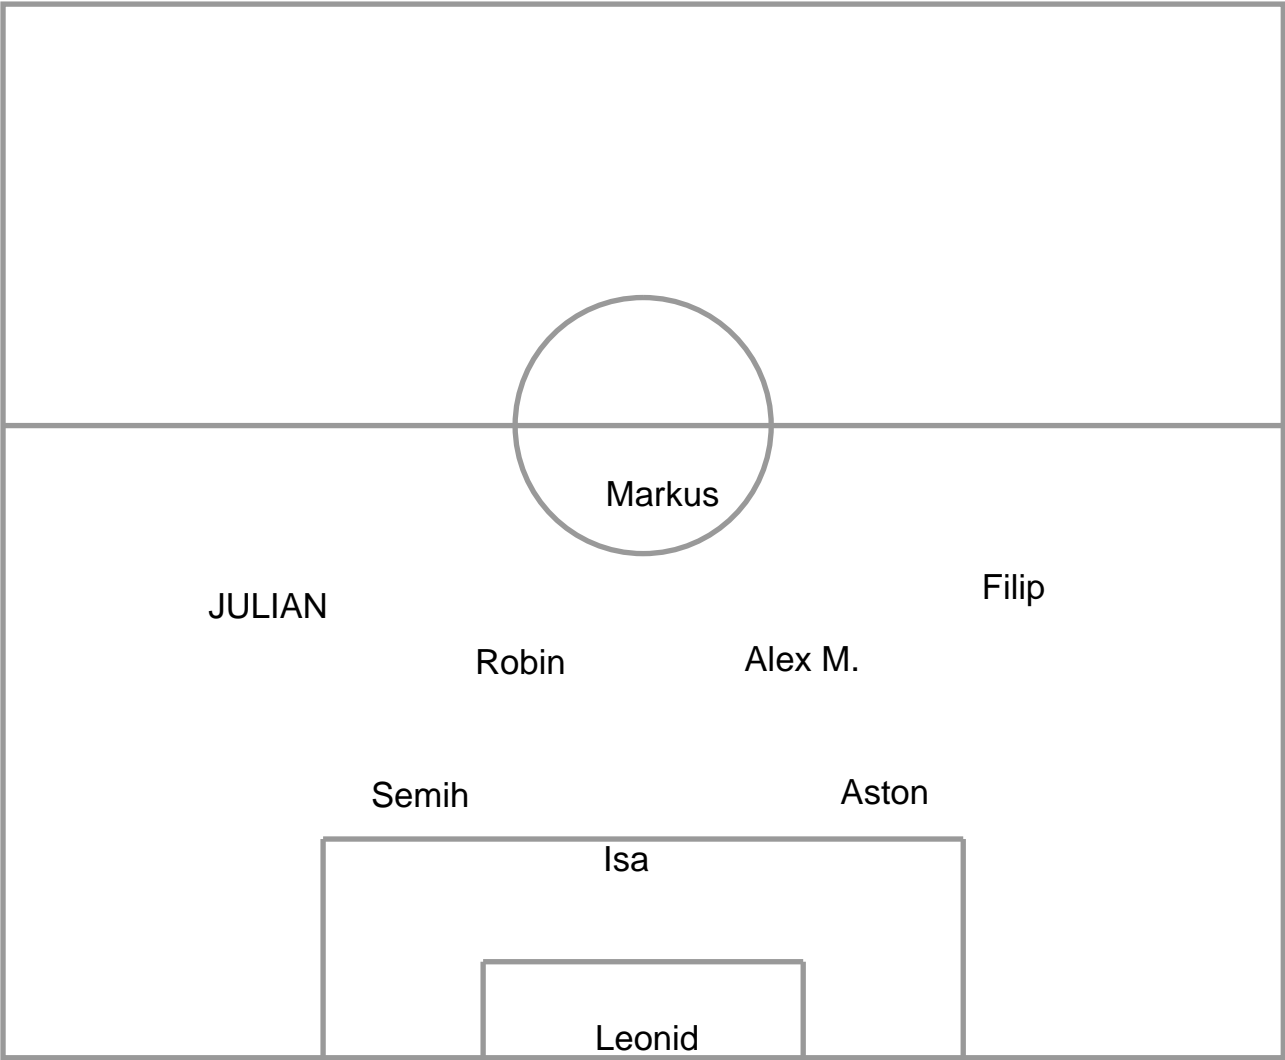 Markus
Filip
JULIAN
Robin
Alex M.
Semih
Aston
Isa
Leonid